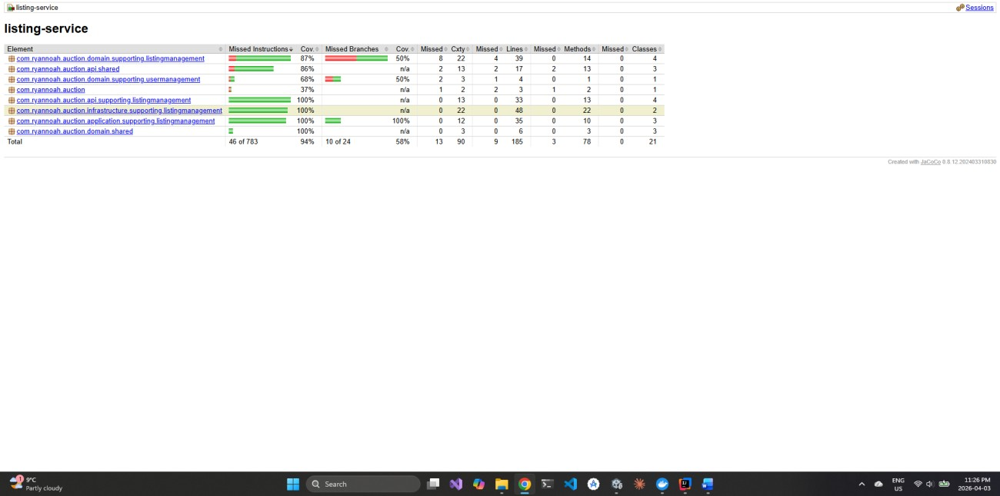 listing-service Sessions
listing-service
Element Missed Instructions Cov. Missed Branches Cov. Missed Cxty Missed Lines Missed Methods Missed Classes
com.ryannoah.auction.domain.supporting.listingmanagement 87% 50% 8 22 4 39 0 14 0 4
com.ryannoah.auction.api.shared 86% n/a 2 13 2 17 2 13 0 3
com.ryannoah.auction.domain.supporting.usermanagement 68% 50% 2 3 1 4 0 1 0 1
com.ryannoah.auction 37% n/a 1 2 2 3 1 2 0 1
com.ryannoah.auction.api.supporting.listingmanagement 100% n/a 0 13 0 33 0 13 0 4
com.ryannoah.auction.infrastructure.supporting.listingmanagement 100% n/a 0 22 0 48 0 22 0 2
com.ryannoah.auction.application.supporting.listingmanagement 100% 100% 0 12 0 35 0 10 0 3
com.ryannoah.auction.domain.shared 100% n/a 0 3 0 6 0 3 0 3
Total 46 of 783 94% 10 of 24 58% 13 90 9 185 3 78 0 21
Created with JaCoCo 0.8.12.202403310830
1 9°C
Partly cloudy
Search
ENG
US
11:26 PM
2026-04-03